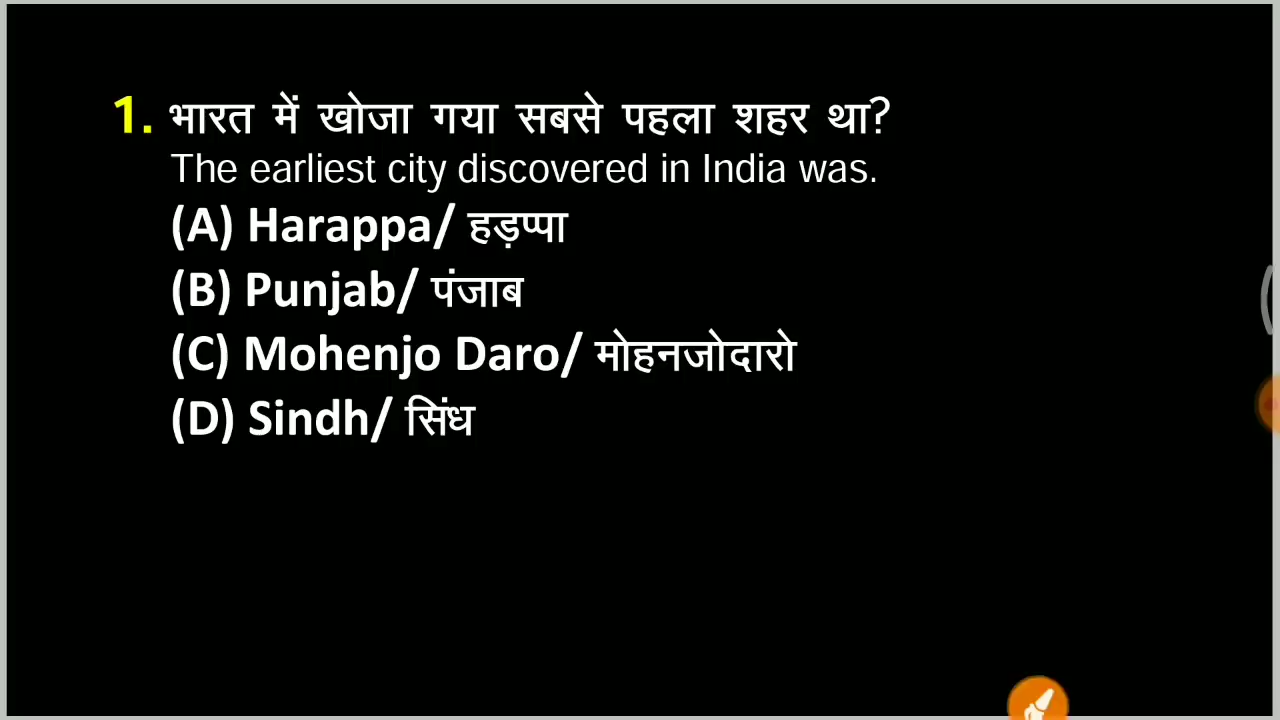 1. भारत में खोजा गया सबसे पहला शहर था?
The earliest city discovered in India was.
(A) Harappa/ हड़प्पा
(B) Punjab/ पंजाब
(C) Mohenjo Daro/ मोहनजोदारो
(D) Sindh/ सिंध